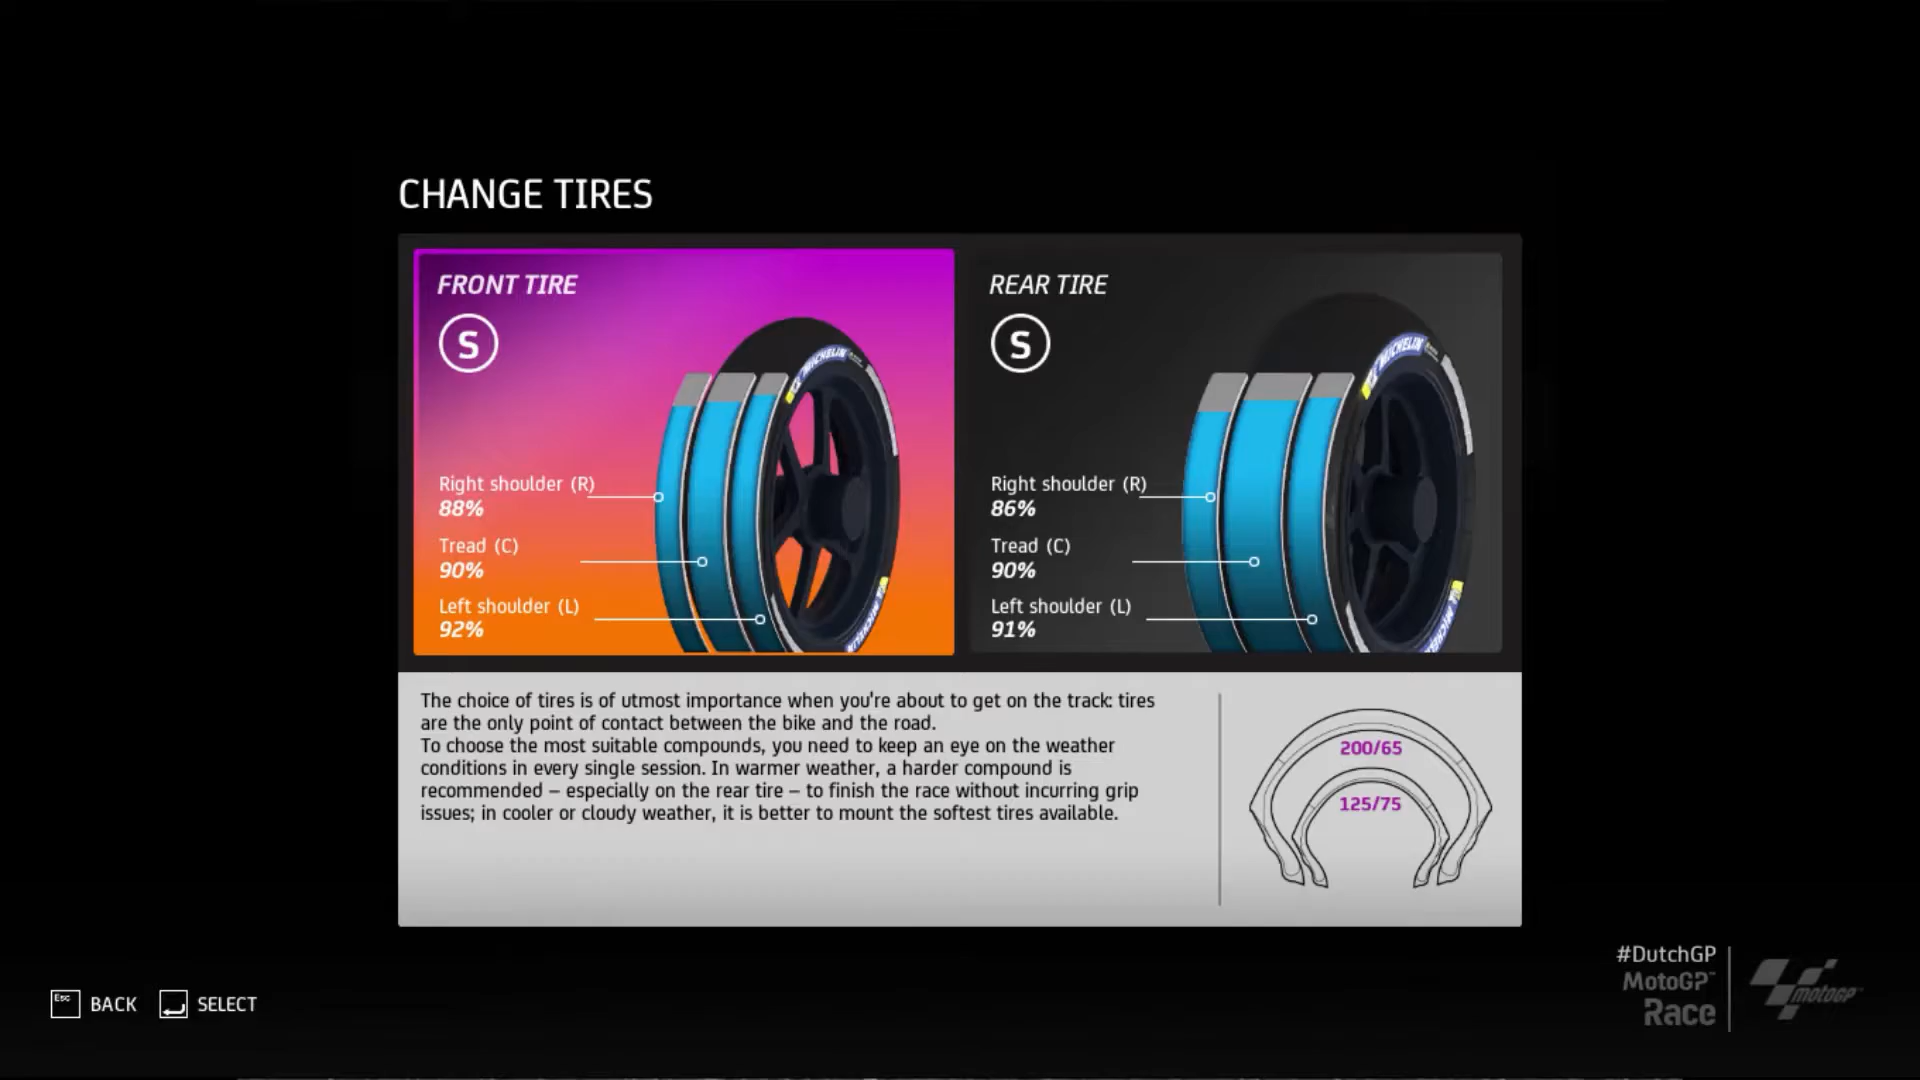 CHANGE TIRES
FRONT TIRE
S
Right shoulder (R)
88%
Tread (C)
90%
Left shoulder (L)
92%
MICHELIN
REAR TIRE
S
Right shoulder (R)
86%
Tread (C)
90%
Left shoulder (L)
91%
MICHELIN
The choice of tires is of utmost importance when you're about to get on the track: tires
are the only point of contact between the bike and the road.
To choose the most suitable compounds, you need to keep an eye on the weather
conditions in every single session. In warmer weather, a harder compound is
recommended – especially on the rear tire – to finish the race without incurring grip
issues; in cooler or cloudy weather, it is better to mount the softest tires available.
200/65
125/75
#DutchGP
MotoGP™
Race
motoGP™
Esc BACK
SELECT